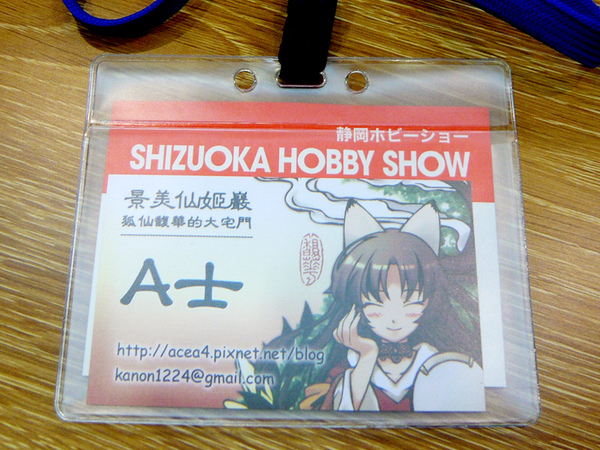 静岡ホビーショー
SHIZUOKA HOBBY SHOW
景美仙姬巖
狐仙馥華的大宅門
A士
http://acea4.pixnet.net/blog
kanon1224@gmail.com